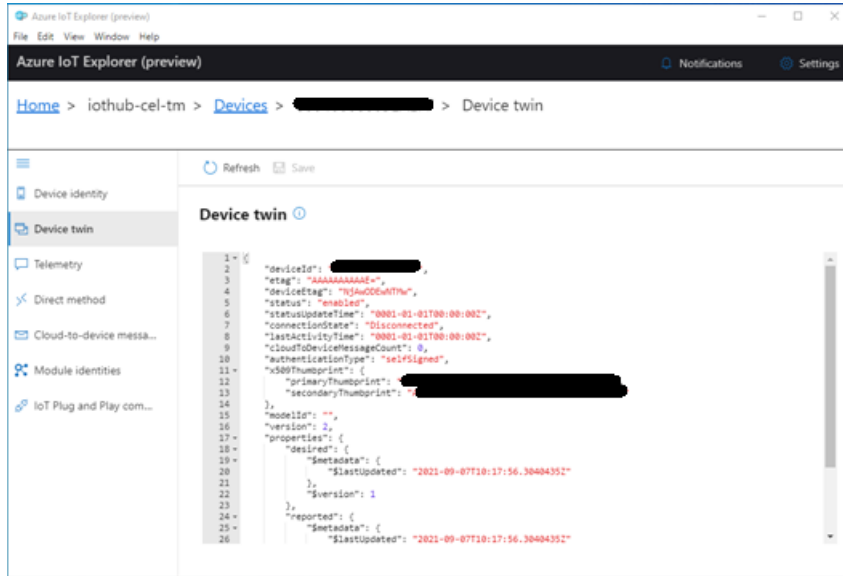 Azure IoT Explorer (preview)
File Edit View Window Help
Azure IoT Explorer (preview)
Notifications
Settings
Home > iothub-cel-tm > Devices > > Device twin
Refresh
Save
Device identity
Device twin
Telemetry
Direct method
Cloud-to-device messa...
Module identities
IoT Plug and Play com...
Device twin
1 {
2 "deviceId": ,
3 "etag": "AAAAAAAAAAE=",
4 "deviceEtag": "NjAwODEwNTMw",
5 "status": "enabled",
6 "statusUpdateTime": "0001-01-01T00:00:00Z",
7 "connectionState": "Disconnected",
8 "lastActivityTime": "0001-01-01T00:00:00Z",
9 "cloudToDeviceMessageCount": 0,
10 "authenticationType": "selfSigned",
11 "x509Thumbprint": {
12 "primaryThumbprint":
13 "secondaryThumbprint":
14 },
15 "modelId": "",
16 "version": 2,
17 "properties": {
18 "desired": {
19 "$metadata": {
20 "$lastUpdated": "2021-09-07T10:17:56.3040435Z"
21 },
22 "$version": 1
23 },
24 "reported": {
25 "$metadata": {
26 "$lastUpdated": "2021-09-07T10:17:56.3040435Z"